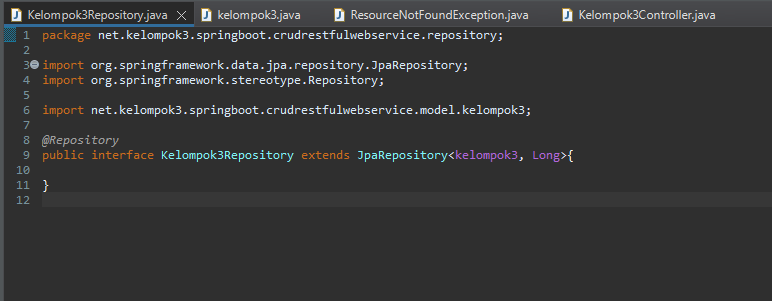 Kelompok3Repository.java kelompok3.java ResourceNotFoundException.java Kelompok3Controller.java
1 package net.kelompok3.springboot.crudrestfulwebservice.repository;
2
3 import org.springframework.data.jpa.repository.JpaRepository;
4 import org.springframework.stereotype.Repository;
5
6 import net.kelompok3.springboot.crudrestfulwebservice.model.kelompok3;
7
8 @Repository
9 public interface Kelompok3Repository extends JpaRepository<kelompok3, Long>{
10
11 }
12